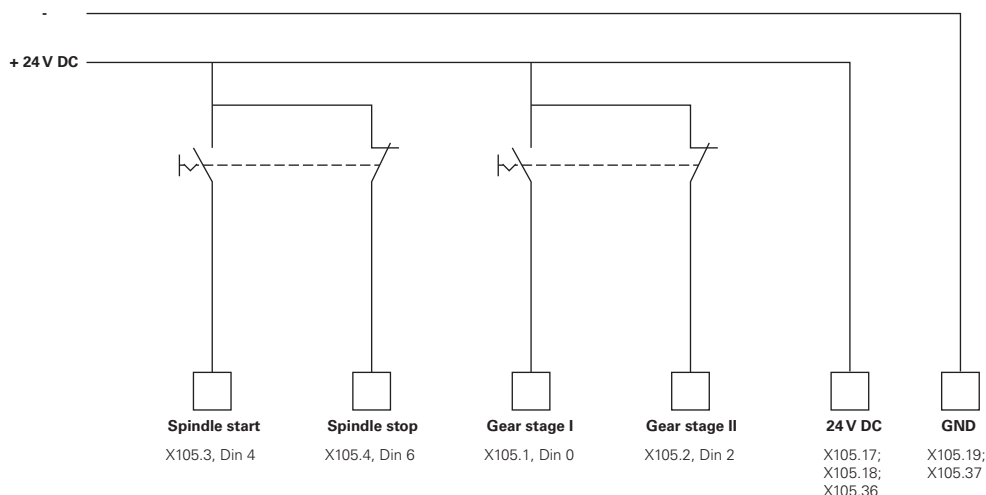 -
+ 24 V DC
Spindle start
Spindle stop
Gear stage I
Gear stage II
24 V DC
GND
X105.3, Din 4
X105.4, Din 6
X105.1, Din 0
X105.2, Din 2
X105.17;
X105.18;
X105.36
X105.19;
X105.37